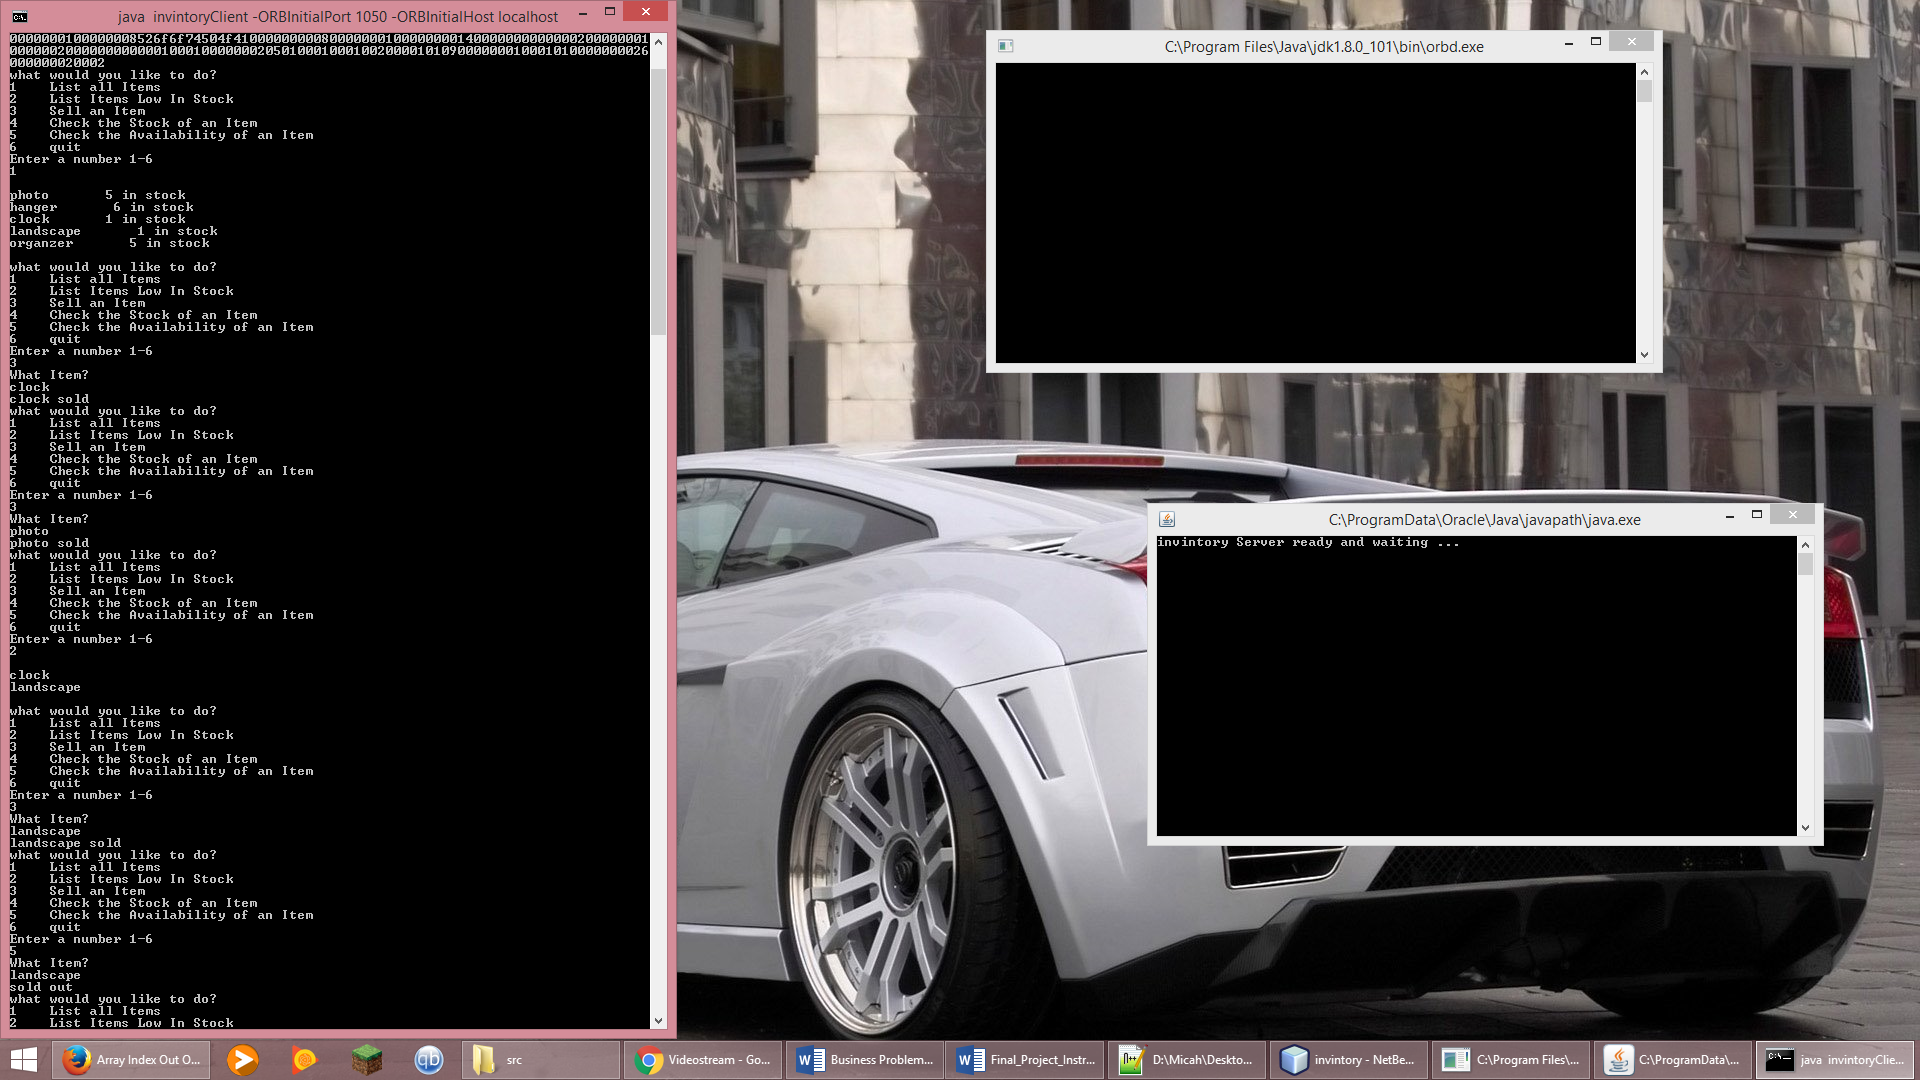 java  invintoryClient -ORBInitialPort 1050 -ORBInitialHost localhost
000000020002
what would you like to do?
1    List all Items
2    List Items Low In Stock
3    Sell an Item
4    Check the Stock of an Item
5    Check the Availability of an Item
6    quit
Enter a number 1-6
1
photo       5 in stock
hanger       6 in stock
clock       1 in stock
landscape       1 in stock
organzer       5 in stock
what would you like to do?
1    List all Items
2    List Items Low In Stock
3    Sell an Item
4    Check the Stock of an Item
5    Check the Availability of an Item
6    quit
Enter a number 1-6
3
What Item?
clock
clock sold
what would you like to do?
1    List all Items
2    List Items Low In Stock
3    Sell an Item
4    Check the Stock of an Item
5    Check the Availability of an Item
6    quit
Enter a number 1-6
3
What Item?
photo
photo sold
what would you like to do?
1    List all Items
2    List Items Low In Stock
3    Sell an Item
4    Check the Stock of an Item
5    Check the Availability of an Item
6    quit
Enter a number 1-6
2
clock
landscape
what would you like to do?
1    List all Items
2    List Items Low In Stock
3    Sell an Item
4    Check the Stock of an Item
5    Check the Availability of an Item
6    quit
Enter a number 1-6
3
What Item?
landscape
landscape sold
what would you like to do?
1    List all Items
2    List Items Low In Stock
3    Sell an Item
4    Check the Stock of an Item
5    Check the Availability of an Item
6    quit
Enter a number 1-6
5
What Item?
landscape
sold out
what would you like to do?
1    List all Items
2    List Items Low In Stock
C:\Program Files\Java\jdk1.8.0_101\bin\orbd.exe
C:\ProgramData\Oracle\Java\javapath\java.exe
invintory Server ready and waiting ...
Array Index Out O...
qb
src
Videostream - Go...
Business Problem...
Final_Project_Instr...
D:\Micah\Deskto...
invintory - NetBe...
C:\Program Files\...
C:\ProgramData\...
java  invintoryClie...